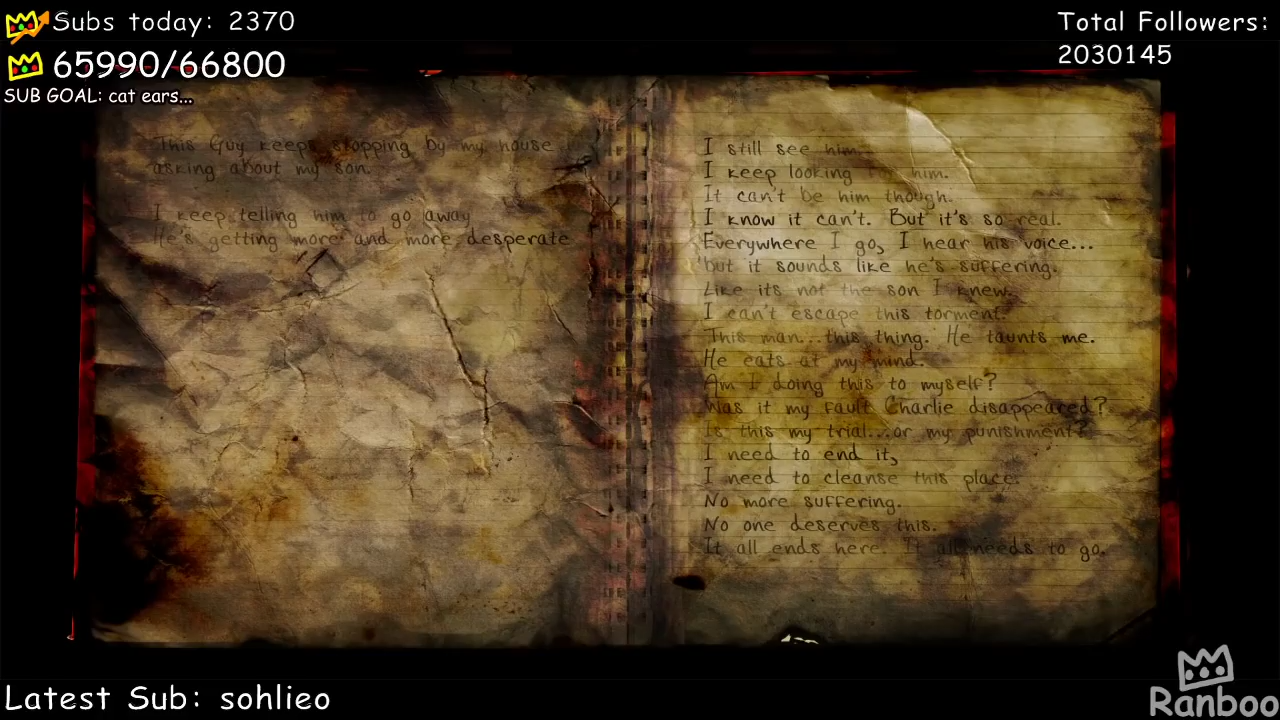 Subs today: 2370
65990/66800
SUB GOAL: cat ears...
Total Followers:
2030145
This Guy keeps stopping by my house
asking about my son.
I keep telling him to go away
He's getting more and more desperate
I still see him.
I keep looking for him.
It can't be him though.
I know it can't. But it's so real.
Everywhere I go, I hear his voice...
but it sounds like he's suffering.
Like its not the son I knew.
I can't escape this torment.
This man...this thing. He taunts me.
He eats at my mind.
Am I doing this to myself?
Was it my fault Charlie disappeared?
Is this my trial...or my punishment?
I need to end it,
I need to cleanse this place.
No more suffering.
No one deserves this.
It all ends here. It all needs to go.
Latest Sub: sohlieo
Ranboo